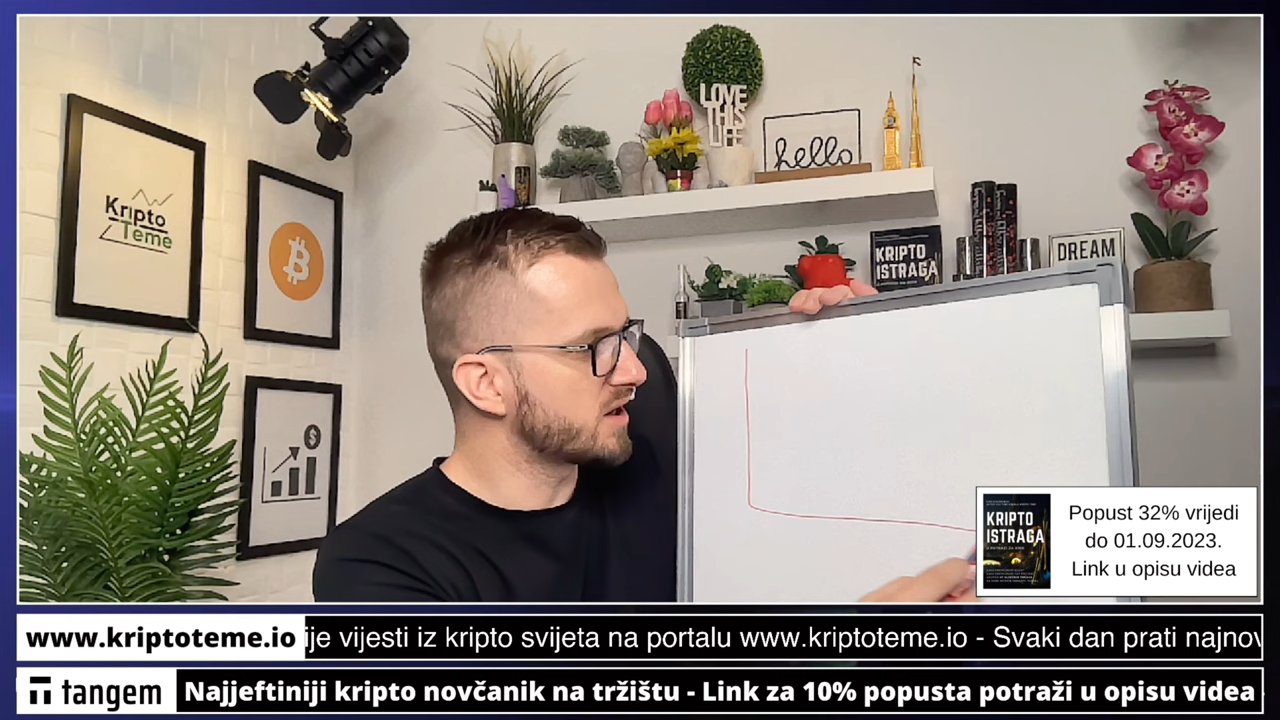 Kripto
Teme
LOVE
THIS
LIFE
hello
KRIPTO
ISTRAGA
DREAM
KRIPTO
ISTRAGA
Popust 32% vrijedi
do 01.09.2023.
Link u opisu videa
www.kriptoteme.io
ije vijesti iz kripto svijeta na portalu www.kriptoteme.io - Svaki dan prati najnov
tangem
Najjeftiniji kripto novčanik na tržištu - Link za 10% popusta potraži u opisu videa